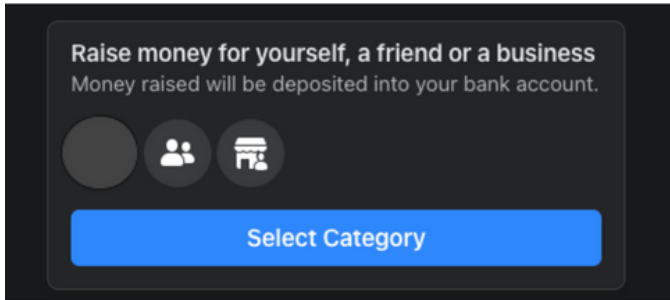 Raise money for yourself, a friend or a business
Money raised will be deposited into your bank account.
Select Category